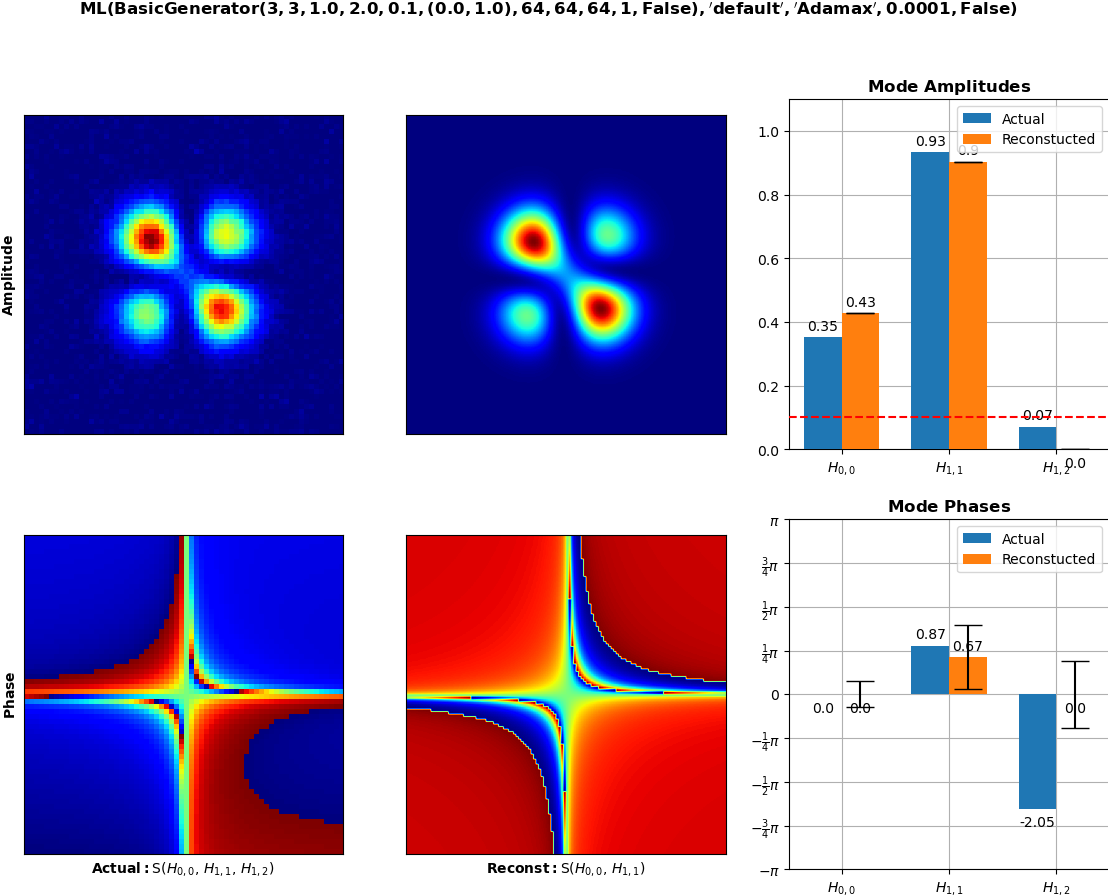 ML(BasicGenerator(3, 3, 1.0, 2.0, 0.1, (0.0, 1.0), 64, 64, 64, 1, False), 'default', 'Adamax', 0.0001, False)
Mode Amplitudes
Amplitude
1.0
0.8
0.6
0.4
0.2
0.0
Actual
Reconstucted
0.35
0.43
0.93
0.9
0.07
0.0
H0,0
H1,1
H1,2
Mode Phases
Phase
π
3/4π
1/2π
1/4π
0
−1/4π
−1/2π
−3/4π
−π
Actual
Reconstucted
0.0
0.0
0.87
0.67
-2.05
0.0
H0,0
H1,1
H1,2
Actual: S(H0,0, H1,1, H1,2)
Reconst: S(H0,0, H1,1)